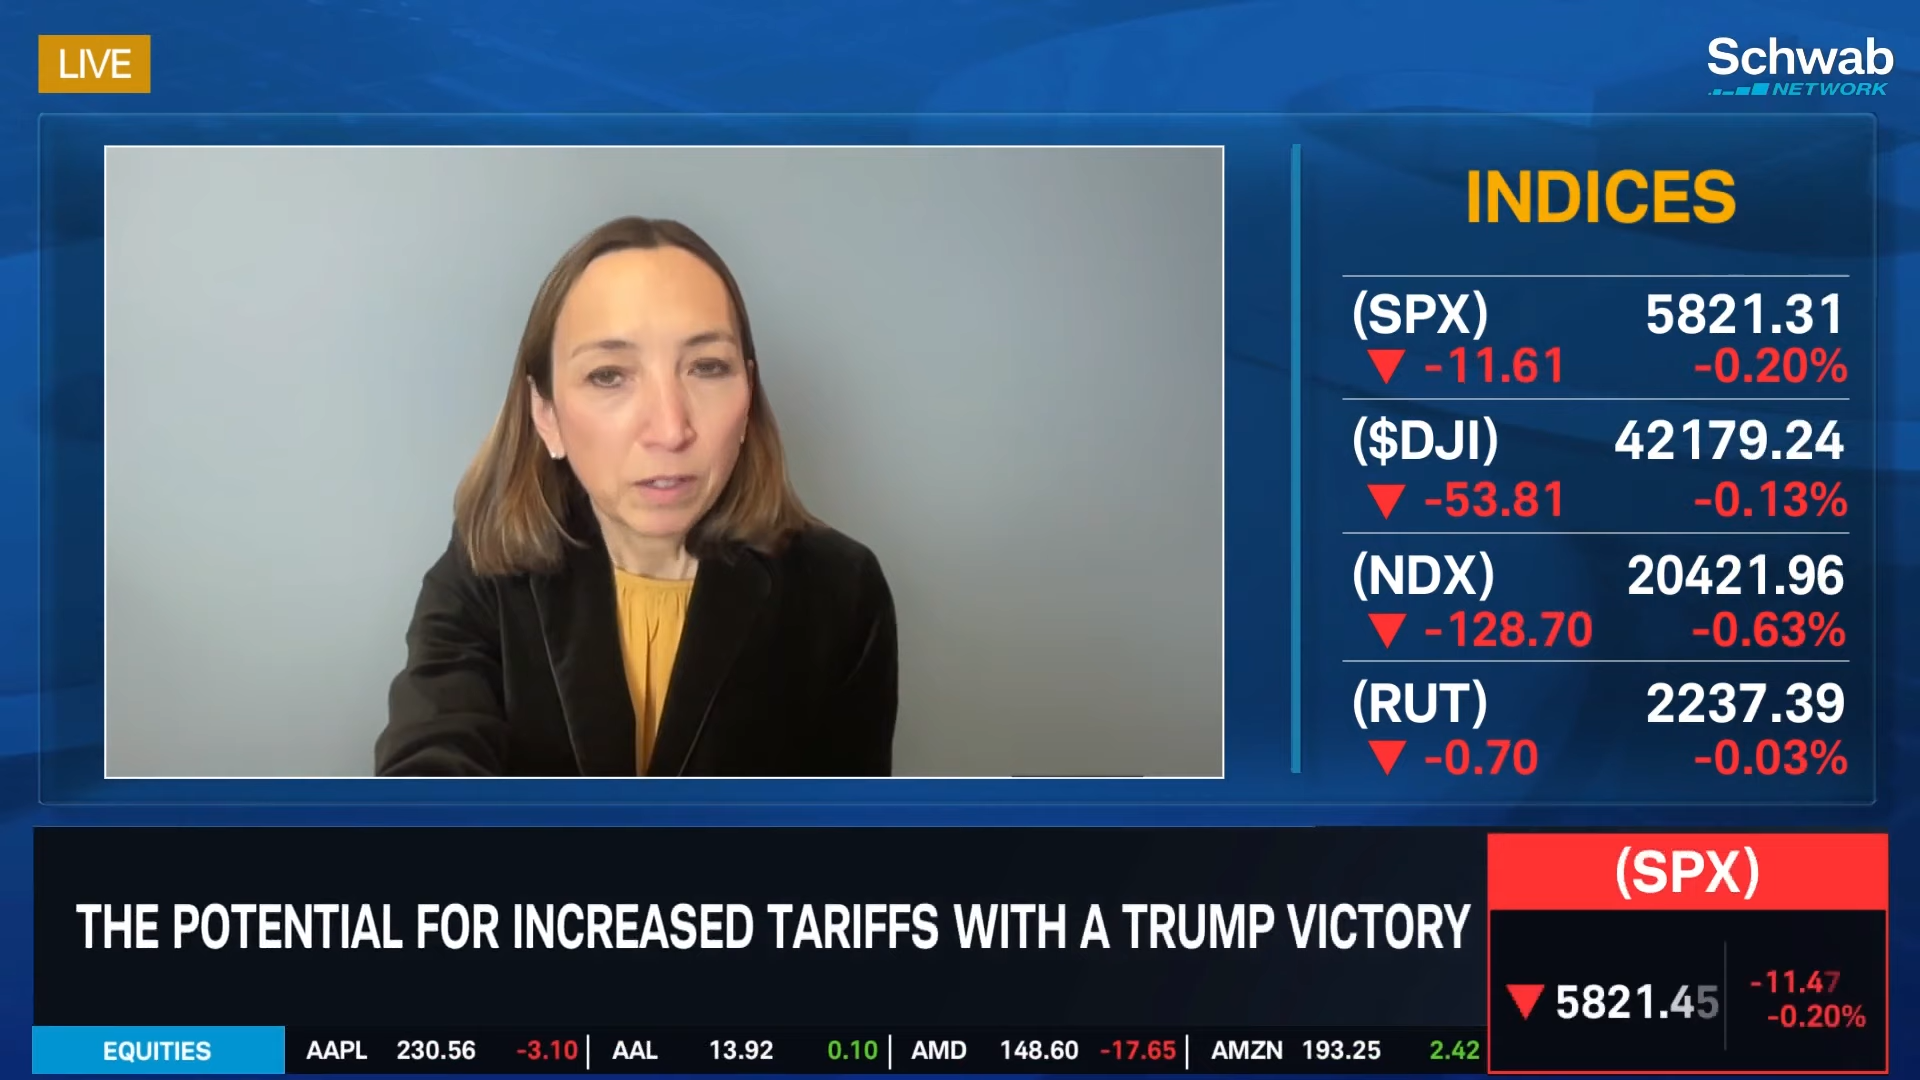 LIVE
Schwab
NETWORK
INDICES
(SPX) 5821.31
▼ -11.61 -0.20%
($DJI) 42179.24
▼ -53.81 -0.13%
(NDX) 20421.96
▼ -128.70 -0.63%
(RUT) 2237.39
▼ -0.70 -0.03%
THE POTENTIAL FOR INCREASED TARIFFS WITH A TRUMP VICTORY
(SPX)
▼ 5821.45
-11.47
-0.20%
EQUITIES AAPL 230.56 -3.10 | AAL 13.92 0.10 | AMD 148.60 -17.65 | AMZN 193.25 2.42